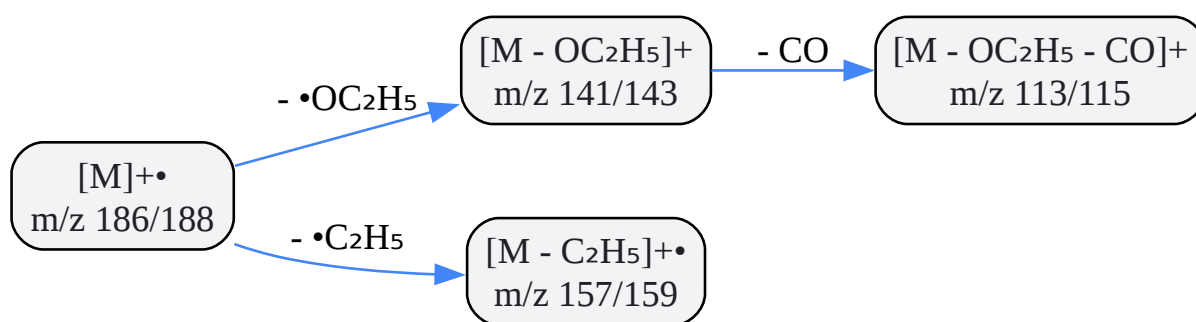 [M]+•
m/z 186/188
- •OC₂H₅
[M - OC₂H₅]+
m/z 141/143
- CO
[M - OC₂H₅ - CO]+
m/z 113/115
- •C₂H₅
[M - C₂H₅]+•
m/z 157/159